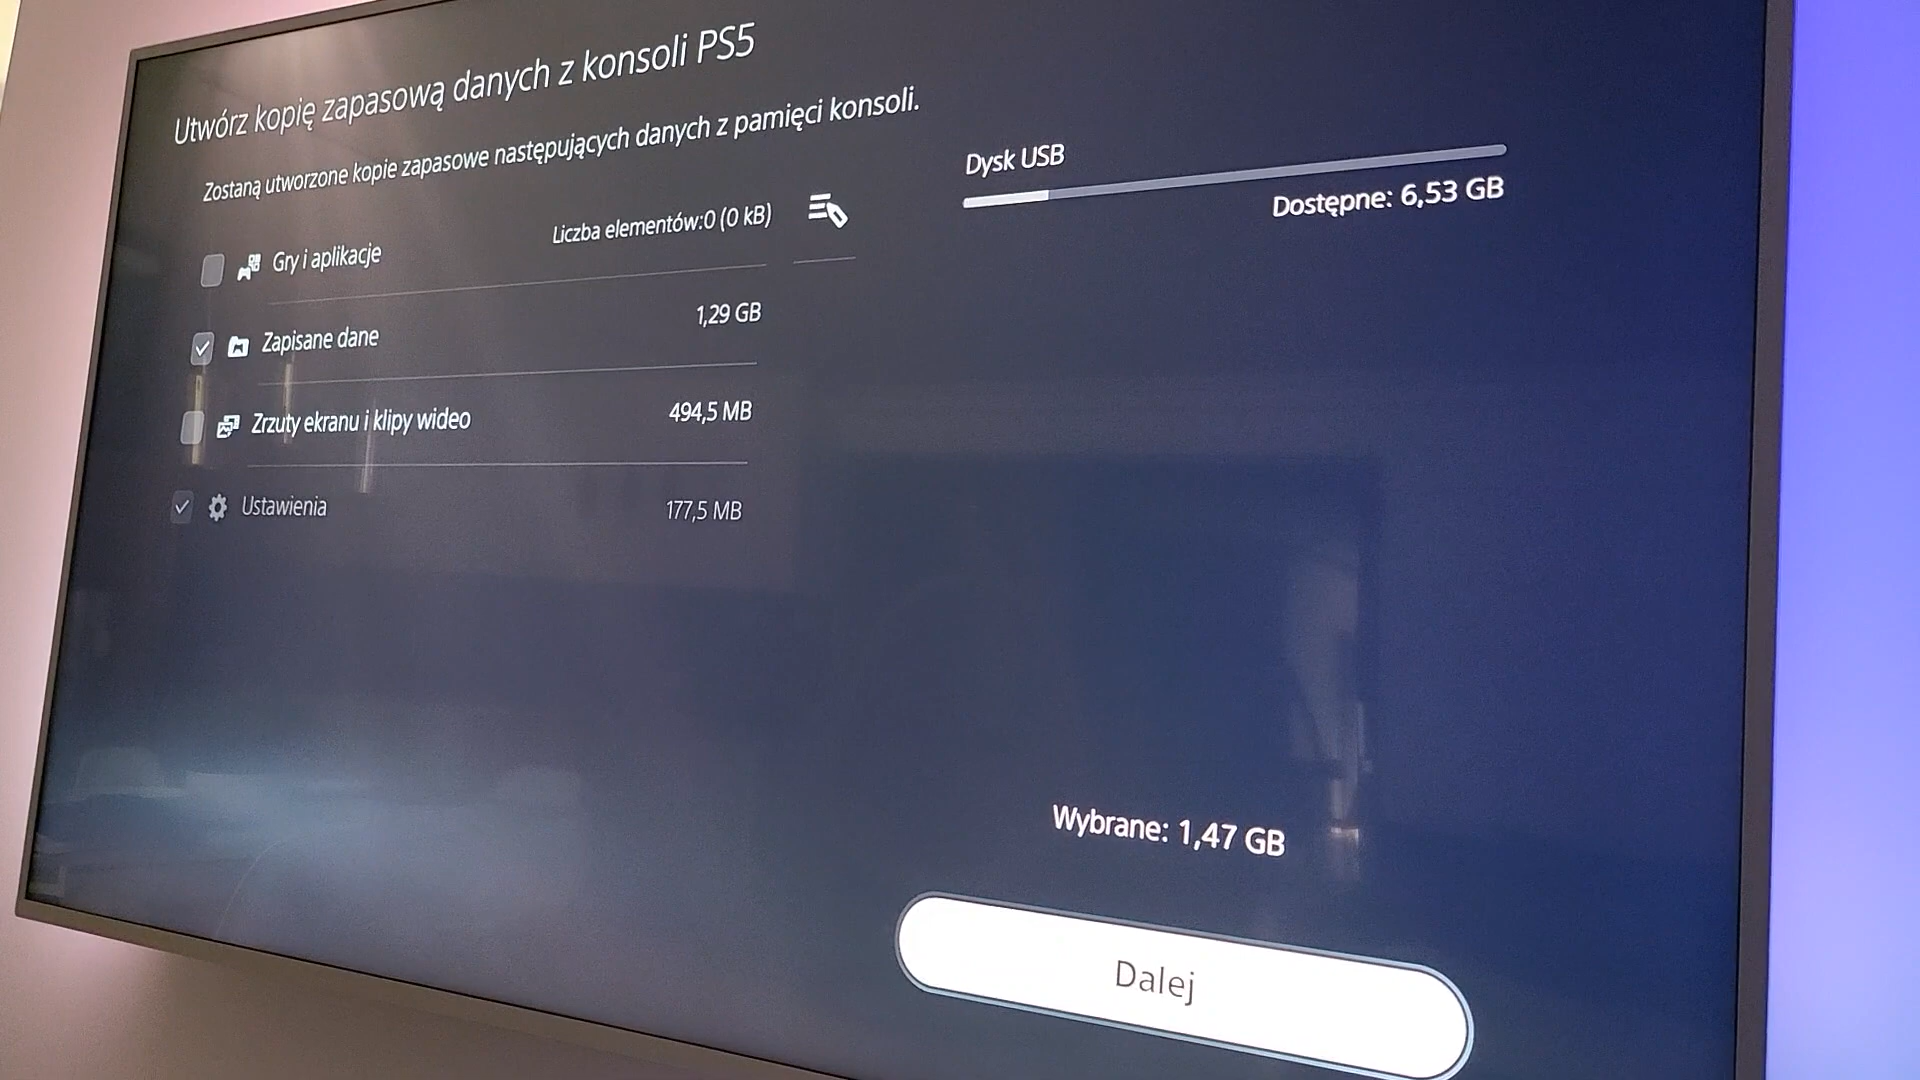 Utwórz kopię zapasową danych z konsoli PS5
Zostaną utworzone kopie zapasowe następujących danych z pamięci konsoli.
Gry i aplikacje
Liczba elementów:0 (0 kB)
Zapisane dane
1,29 GB
Zrzuty ekranu i klipy wideo
494,5 MB
Ustawienia
177,5 MB
Dysk USB
Dostępne: 6,53 GB
Wybrane: 1,47 GB
Dalej